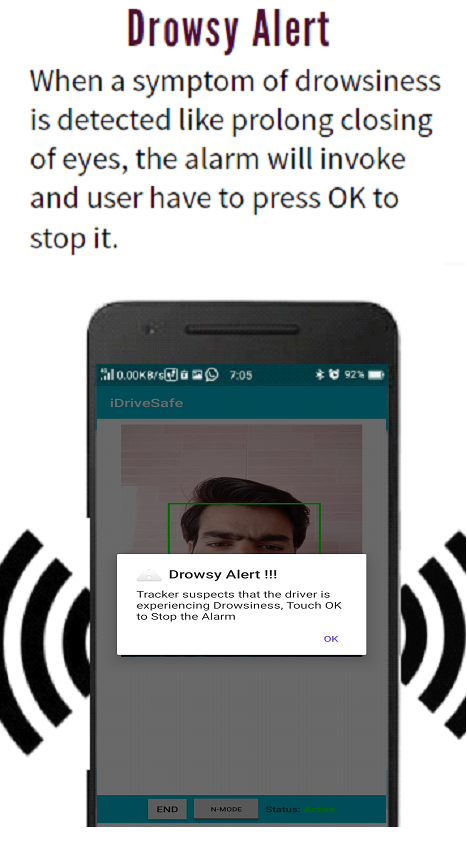 Drowsy Alert
When a symptom of drowsiness
is detected like prolong closing
of eyes, the alarm will invoke
and user have to press OK to
stop it.
0.00KB/s 7:05 92%
iDriveSafe
Drowsy Alert !!!
Tracker suspects that the driver is
experiencing Drowsiness, Touch OK
to Stop the Alarm
OK
END N-MODE Status: Active